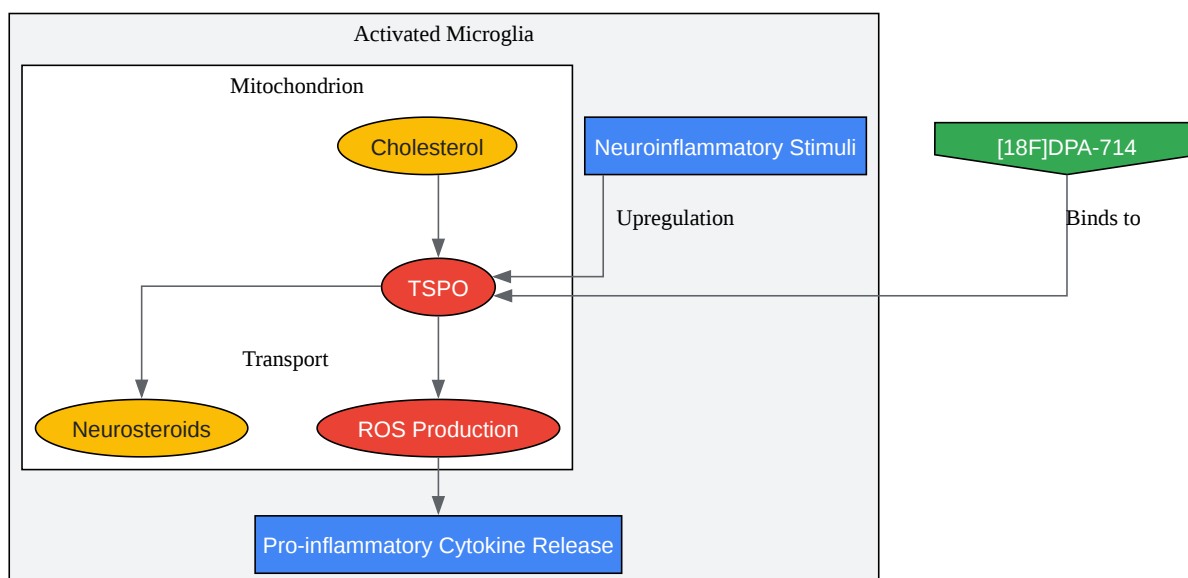 Activated Microglia
Mitochondrion
Cholesterol
Neuroinflammatory Stimuli
[18F]DPA-714
Upregulation
Binds to
TSPO
Transport
Neurosteroids
ROS Production
Pro-inflammatory Cytokine Release